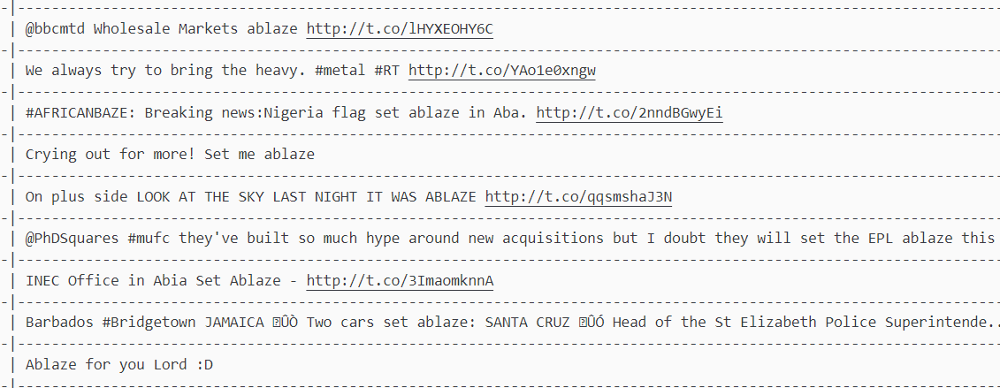 @bbcmtd Wholesale Markets ablaze http://t.co/lHYXEOHY6C
We always try to bring the heavy. #metal #RT http://t.co/YAo1e0xngw
#AFRICANBAZE: Breaking news:Nigeria flag set ablaze in Aba. http://t.co/2nndBGwyEi
Crying out for more! Set me ablaze
On plus side LOOK AT THE SKY LAST NIGHT IT WAS ABLAZE http://t.co/qqsmshaJ3N
@PhDSquares #mufc they've built so much hype around new acquisitions but I doubt they will set the EPL ablaze this
INEC Office in Abia Set Ablaze - http://t.co/3ImaomknnA
Barbados #Bridgetown JAMAICA ÛÒ Two cars set ablaze: SANTA CRUZ ÛÓ Head of the St Elizabeth Police Superintende..
Ablaze for you Lord :D